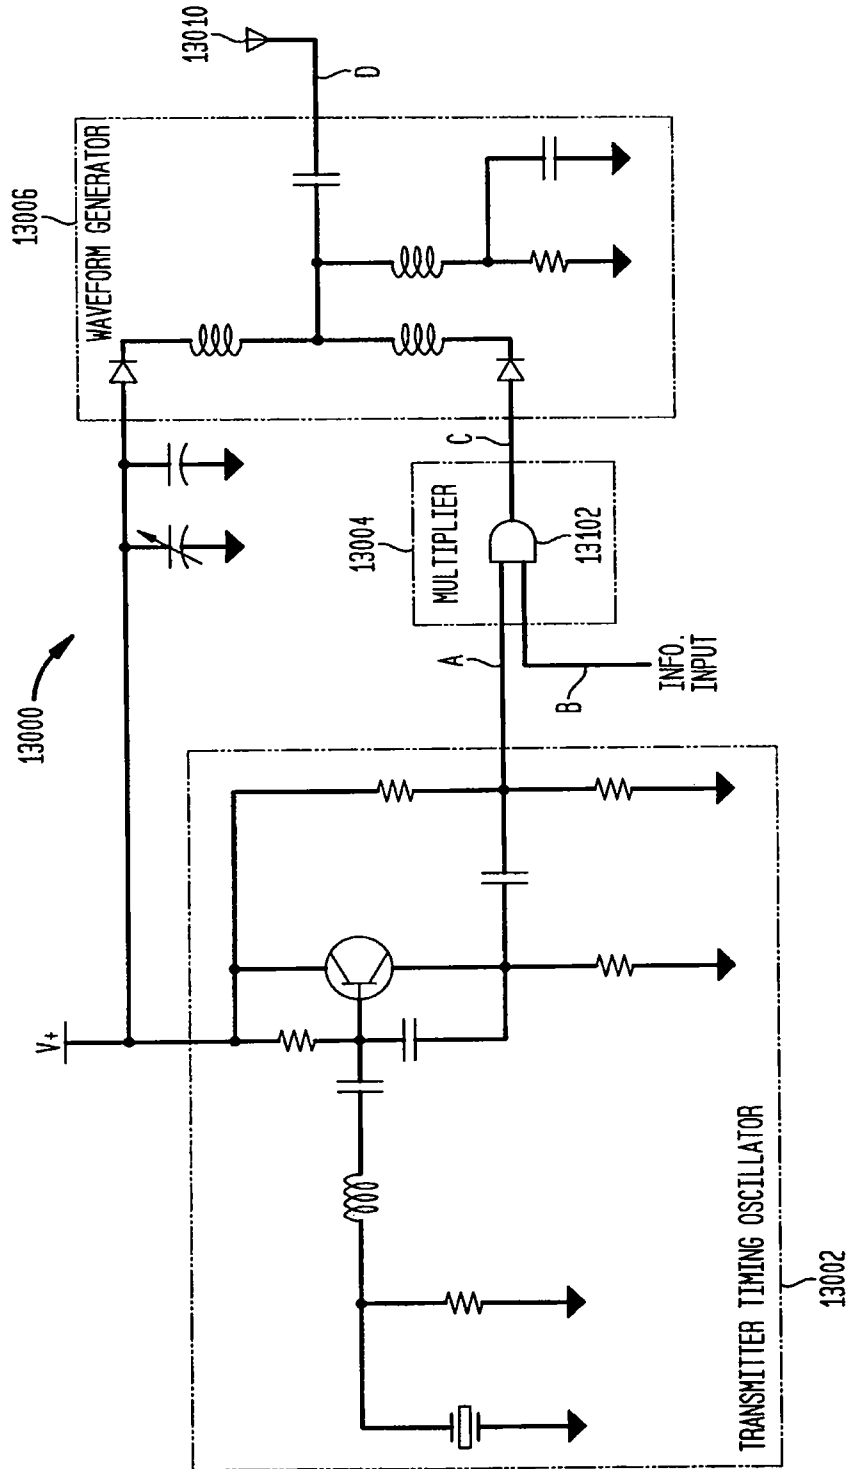 13000
V+
TRANSMITTER TIMING OSCILLATOR
13002
A
B
INFO.
INPUT
13004
MULTIPLIER
13102
C
13006
WAVEFORM GENERATOR
D
13010